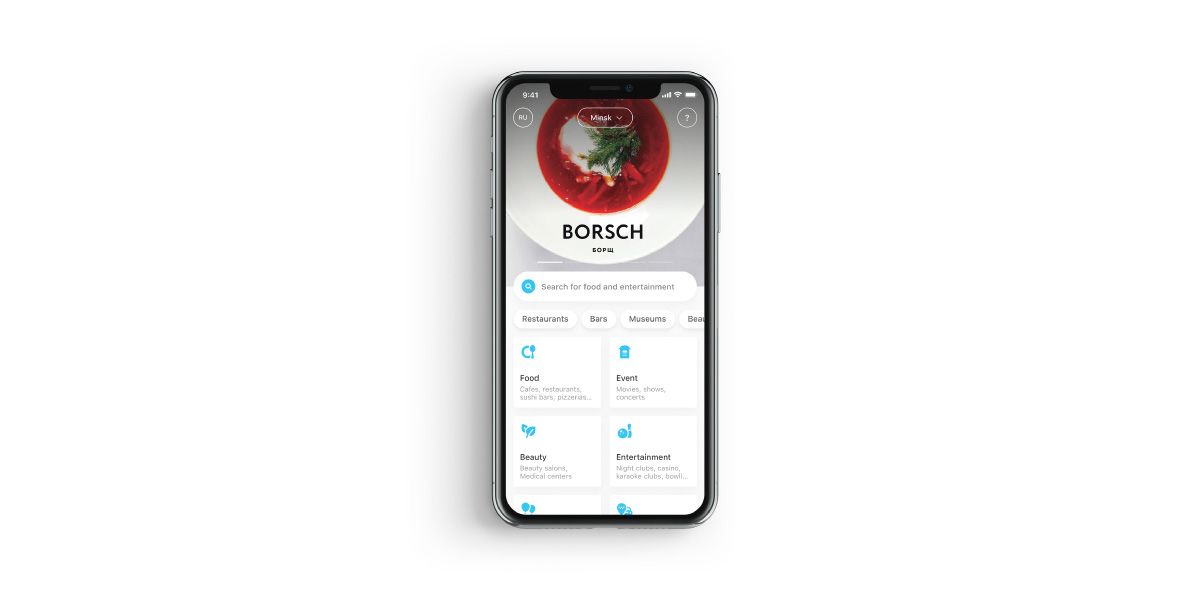 9:41
RU
Minsk
?
BORSCH
БОРЩ
Search for food and entertainment
Restaurants
Bars
Museums
Beau
Food
Cafes, restaurants,
sushi bars, pizzerias...
Event
Movies, shows,
concerts
Beauty
Beauty salons,
Medical centers
Entertainment
Night clubs, casino,
karaoke clubs, bowli...